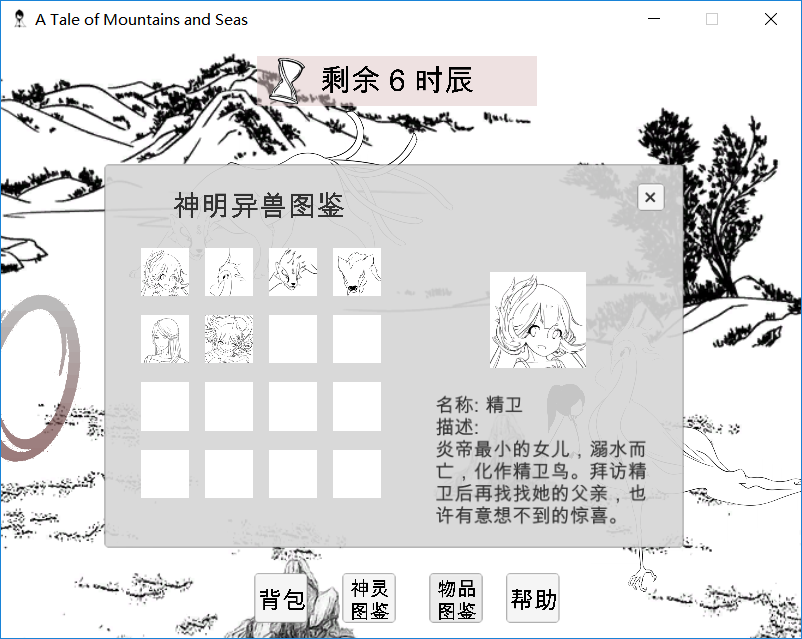 A Tale of Mountains and Seas
剩余 6 时辰
神明异兽图鉴
名称: 精卫
描述:
炎帝最小的女儿，溺水而
亡，化作精卫鸟。拜访精
卫后再找找她的父亲，也
许有意想不到的惊喜。
背包
神灵
图鉴
物品
图鉴
帮助